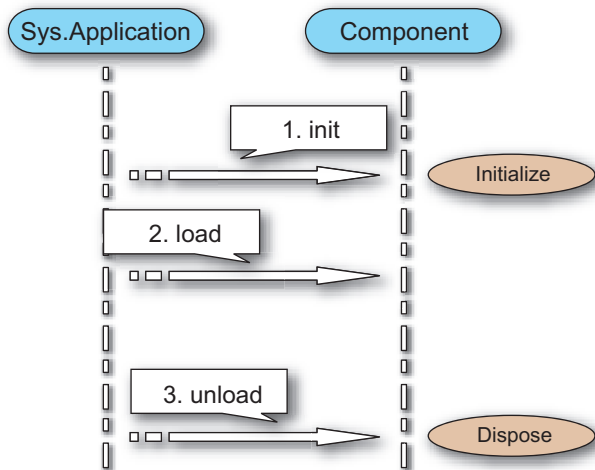 Sys.Application
Component
1. init
Initialize
2. load
3. unload
Dispose